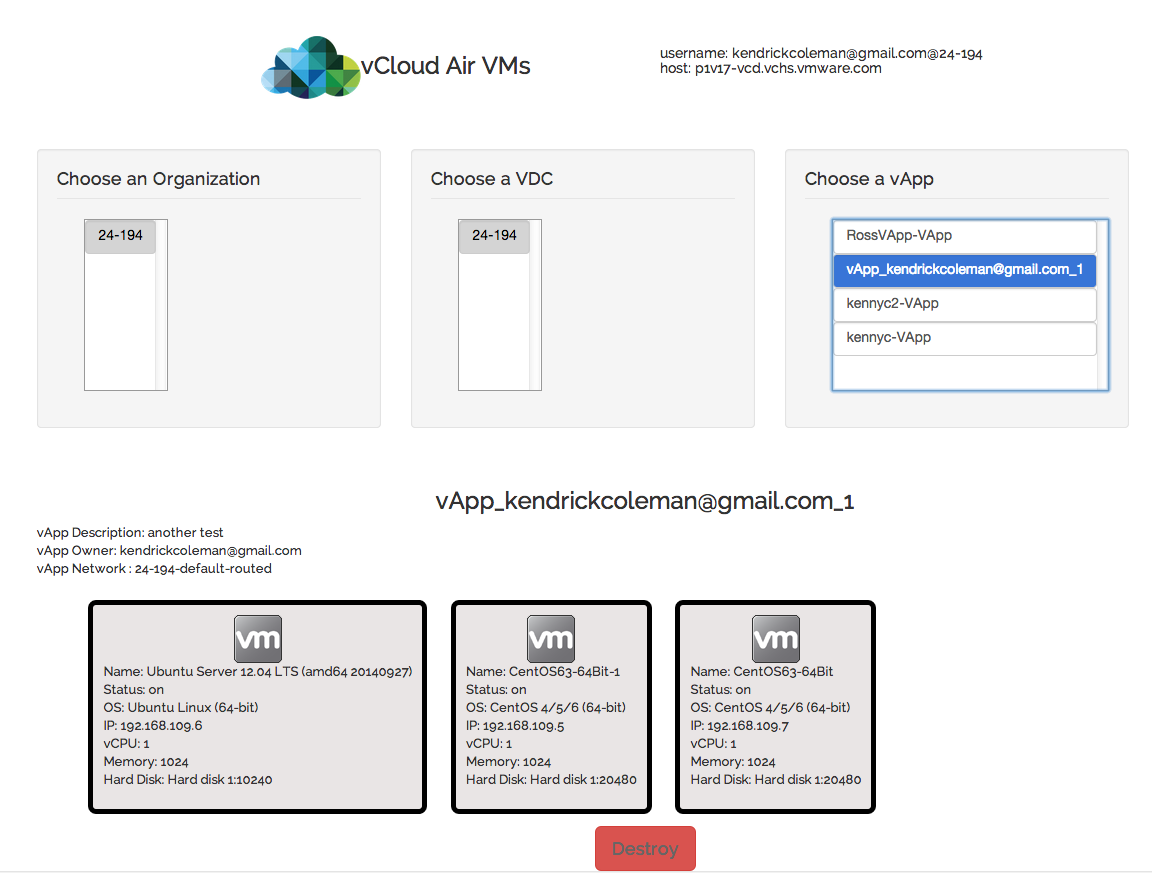 vCloud Air VMs
username: kendrickcoleman@gmail.com@24-194
host: p1v17-vcd.vchs.vmware.com
Choose an Organization
24-194
Choose a VDC
24-194
Choose a vApp
RossVApp-VApp
vApp_kendrickcoleman@gmail.com_1
kennyc2-VApp
kennyc-VApp
vApp_kendrickcoleman@gmail.com_1
vApp Description: another test
vApp Owner: kendrickcoleman@gmail.com
vApp Network : 24-194-default-routed
vm
Name: Ubuntu Server 12.04 LTS (amd64 20140927)
Status: on
OS: Ubuntu Linux (64-bit)
IP: 192.168.109.6
vCPU: 1
Memory: 1024
Hard Disk: Hard disk 1:10240
vm
Name: CentOS63-64Bit-1
Status: on
OS: CentOS 4/5/6 (64-bit)
IP: 192.168.109.5
vCPU: 1
Memory: 1024
Hard Disk: Hard disk 1:20480
vm
Name: CentOS63-64Bit
Status: on
OS: CentOS 4/5/6 (64-bit)
IP: 192.168.109.7
vCPU: 1
Memory: 1024
Hard Disk: Hard disk 1:20480
Destroy